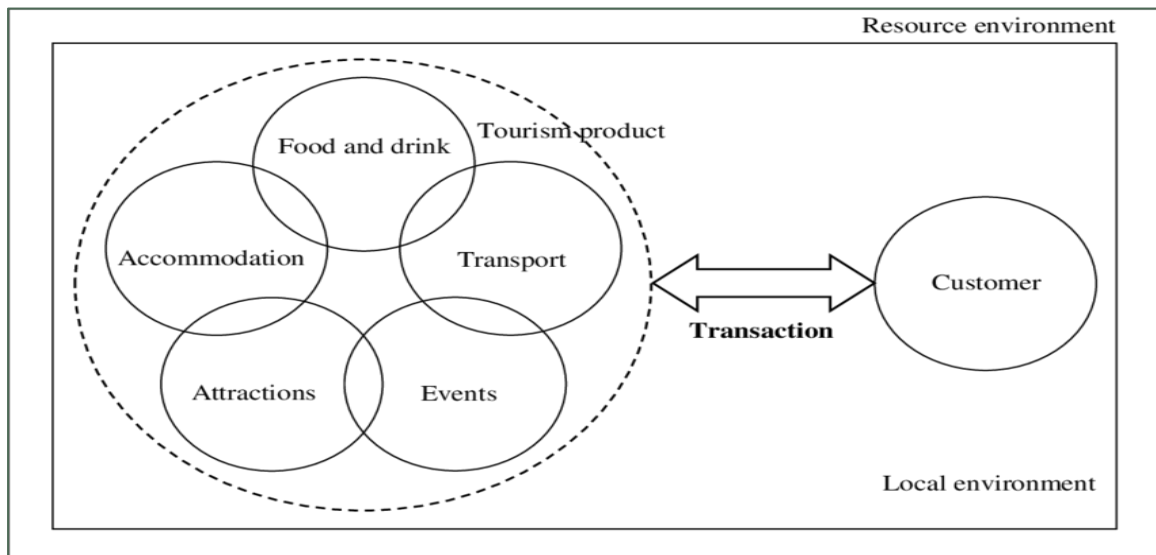 Resource environment
Food and drink
Tourism product
Accommodation
Transport
Customer
Transaction
Attractions
Events
Local environment